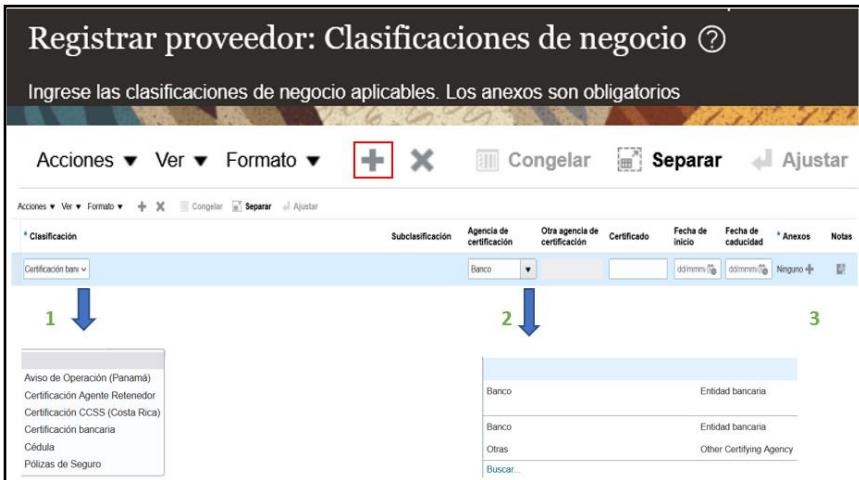 Registrar proveedor: Clasificaciones de negocio ?
Ingrese las clasificaciones de negocio aplicables. Los anexos son obligatorios
Acciones ▼ Ver ▼ Formato ▼ Congelar Separar Ajustar
Acciones ▼ Ver ▼ Formato ▼ Congelar Separar Ajustar
* Clasificación Subclasificación Agencia de certificación Otra agencia de certificación Certificado Fecha de inicio Fecha de caducidad * Anexos Notas
Certificación banc Banco dd/mmm/ dd/mmm/ Ninguno
1 2 3
Aviso de Operación (Panamá)
Certificación Agente Retenedor
Certificación CCSS (Costa Rica)
Certificación bancaria
Cédula
Pólizas de Seguro
Banco Entidad bancaria
Banco Entidad bancaria
Otras Other Certifying Agency
Buscar...